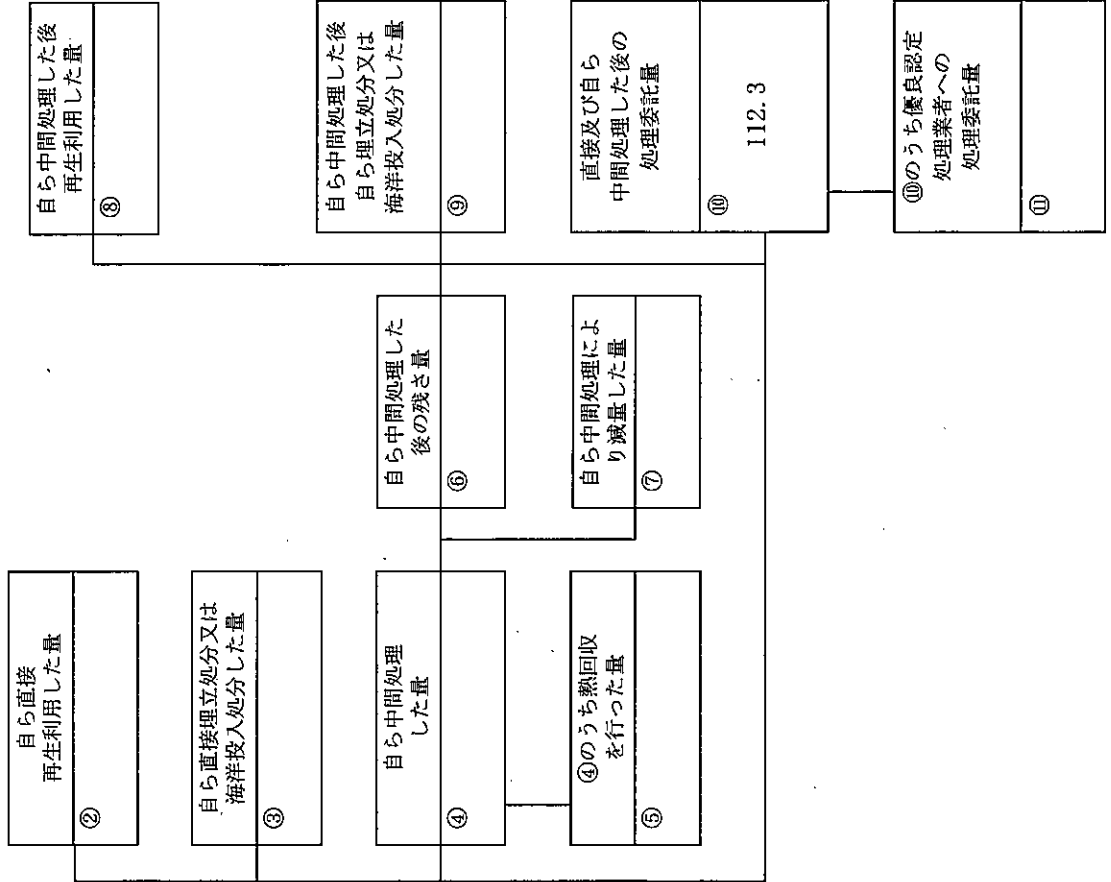 自ら直接
再生利用した量
②
自ら直接埋立処分又は
海洋投入処分した量
③
自ら中間処理
した量
④
④のうち熱回収
を行った量
⑤
自ら中間処理した
後の残さ量
⑥
自ら中間処理によ
り減量した量
⑦
自ら中間処理した後
再生利用した量
⑧
自ら中間処理した後
自ら埋立処分又は
海洋投入処分した量
⑨
直接及び自ら
中間処理した後の
処理委託量
⑩
112.3
⑩のうち優良認定
処理業者への
処理委託量
⑪